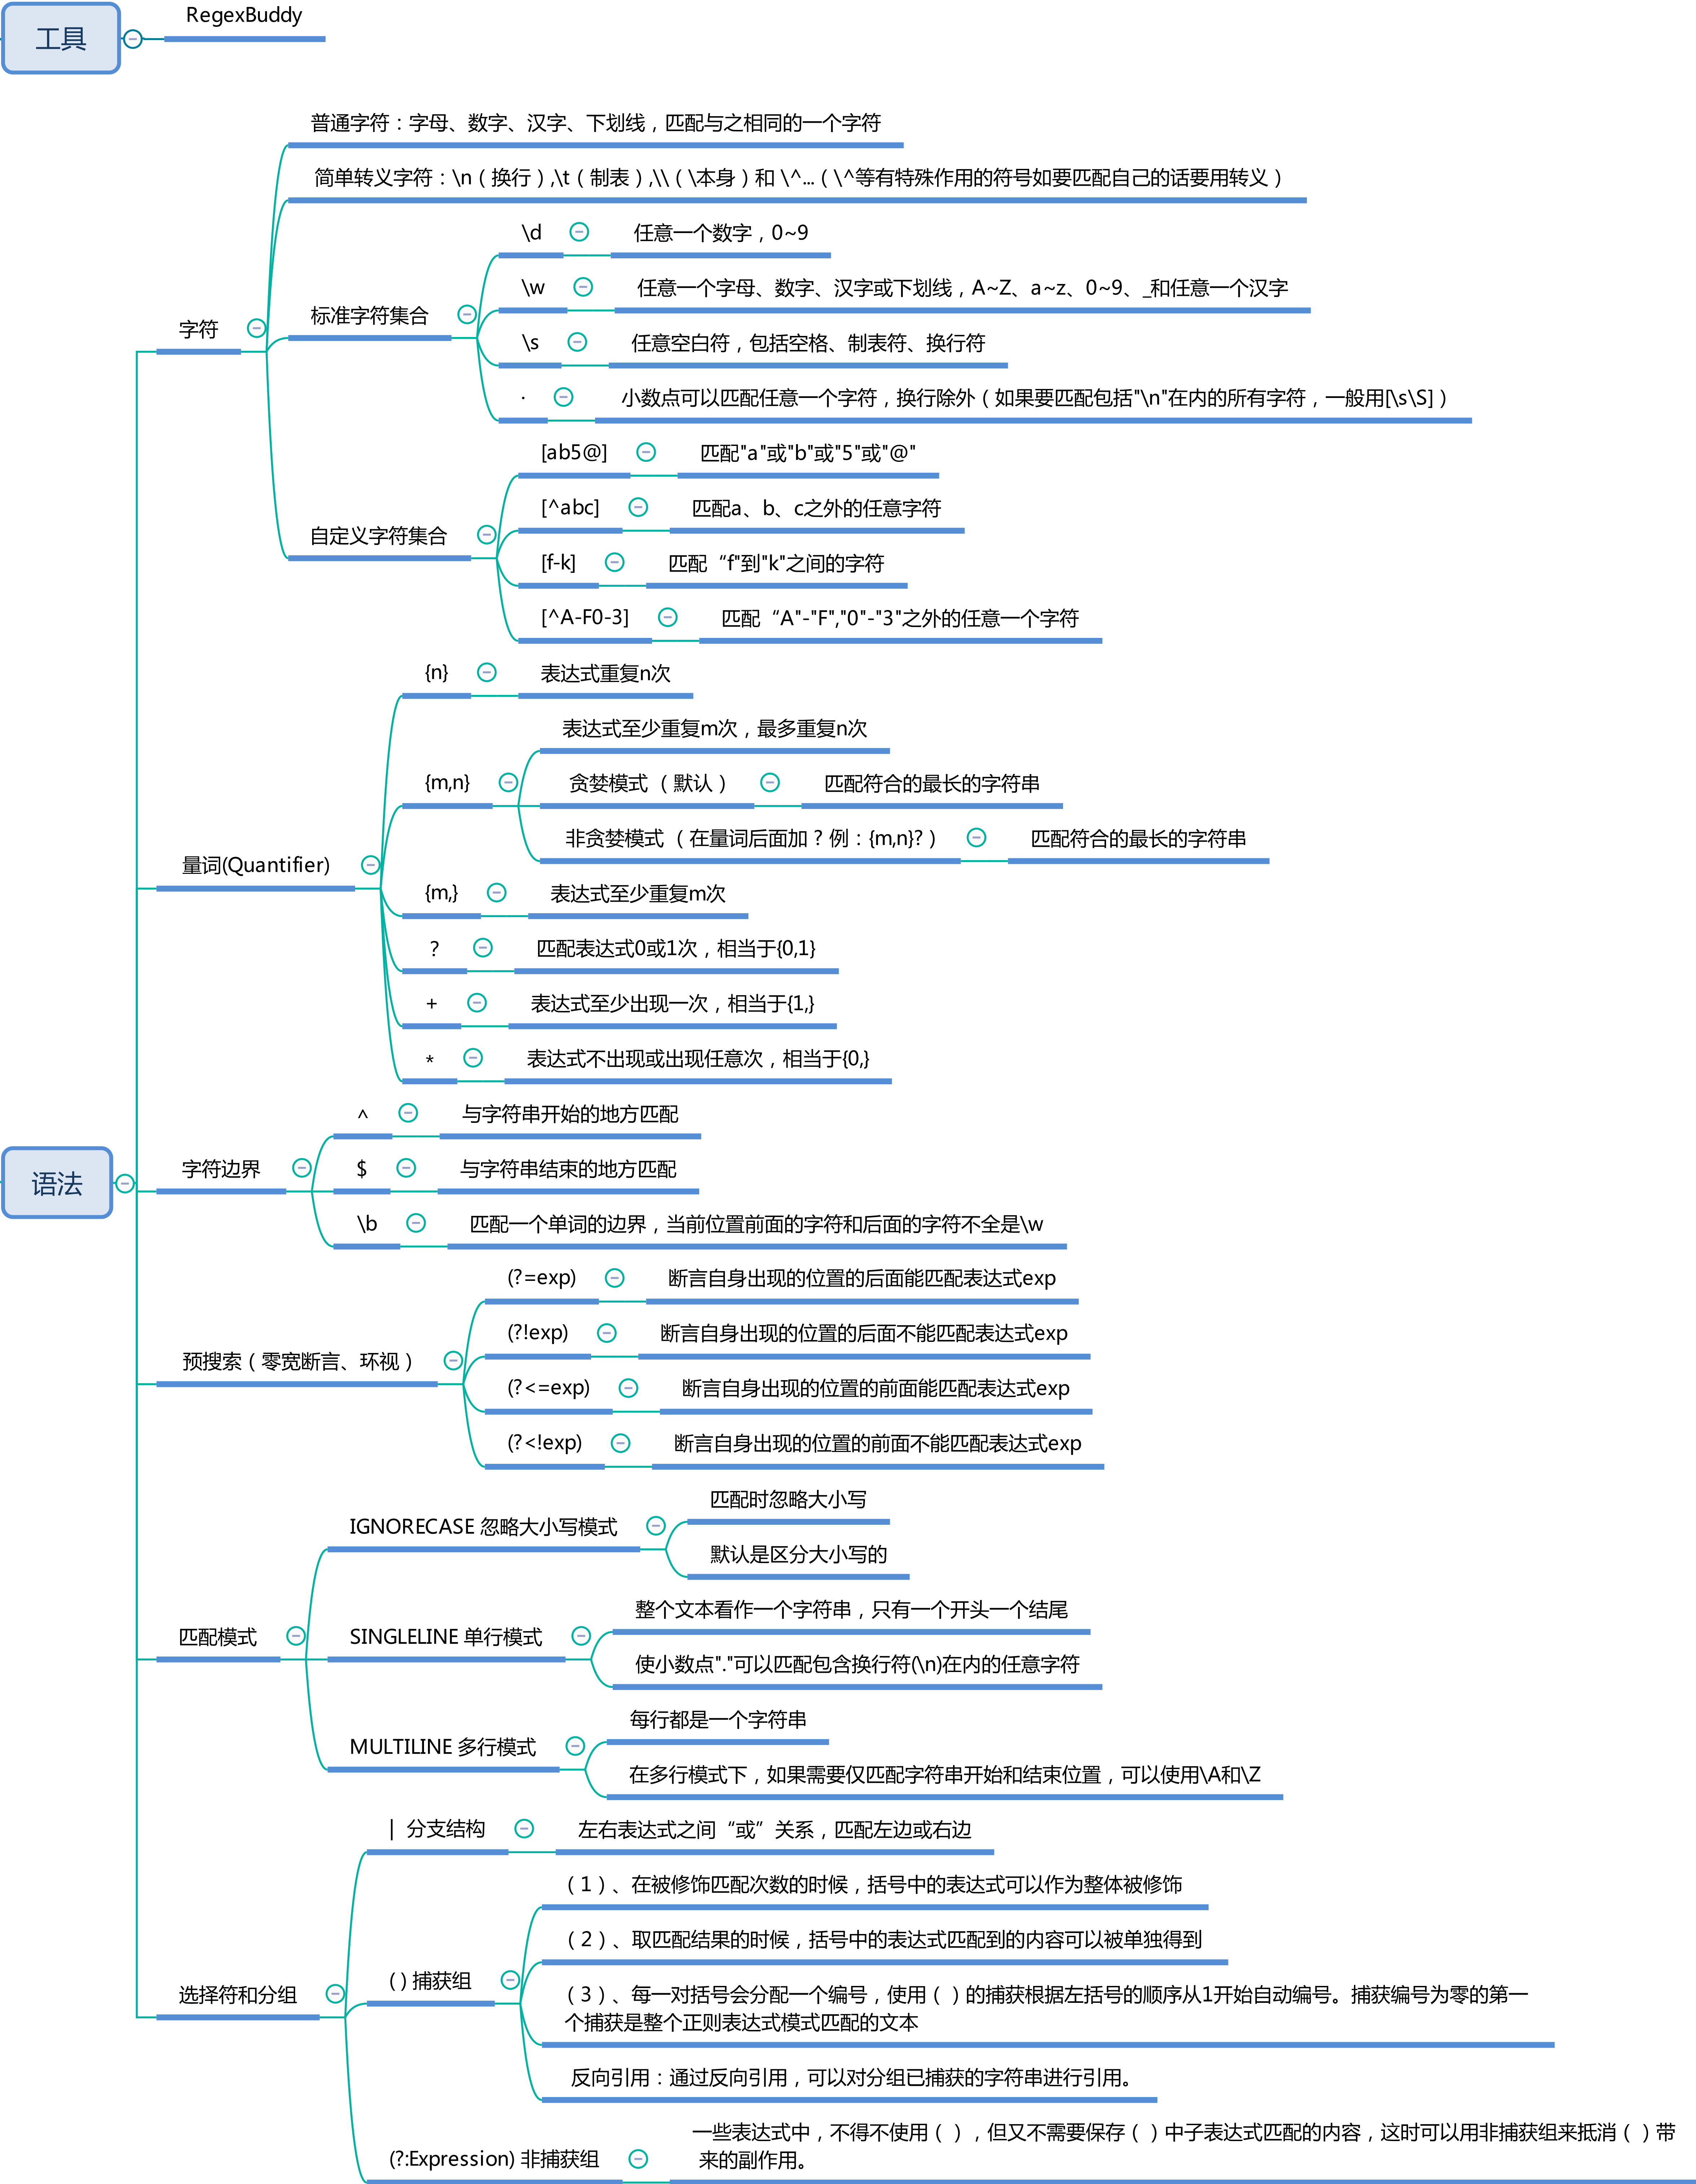 工具
RegexBuddy
普通字符：字母、数字、汉字、下划线，匹配与之相同的一个字符
简单转义字符：\n（换行）,\t（制表）,\\（\本身）和 \^...（\^等有特殊作用的符号如要匹配自己的话要用转义）
\d
任意一个数字，0~9
\w
任意一个字母、数字、汉字或下划线，A~Z、a~z、0~9、_和任意一个汉字
字符
标准字符集合
\s
任意空白符，包括空格、制表符、换行符
.
小数点可以匹配任意一个字符，换行除外（如果要匹配包括"\n"在内的所有字符，一般用[\s\S]）
[ab5@]
匹配"a"或"b"或"5"或"@"
[^abc]
匹配a、b、c之外的任意字符
自定义字符集合
[f-k]
匹配“f"到"k"之间的字符
[^A-F0-3]
匹配“A"-"F","0"-"3"之外的任意一个字符
{n}
表达式重复n次
表达式至少重复m次，最多重复n次
{m,n}
贪婪模式（默认）
匹配符合的最长的字符串
非贪婪模式（在量词后面加？例：{m,n}?）
匹配符合的最长的字符串
量词(Quantifier)
{m,}
表达式至少重复m次
?
匹配表达式0或1次，相当于{0,1}
+
表达式至少出现一次，相当于{1,}
*
表达式不出现或出现任意次，相当于{0,}
^
与字符串开始的地方匹配
语法
字符边界
$
与字符串结束的地方匹配
\b
匹配一个单词的边界，当前位置前面的字符和后面的字符不全是\w
(?=exp)
断言自身出现的位置的后面能匹配表达式exp
(?!exp)
断言自身出现的位置的后面不能匹配表达式exp
预搜索（零宽断言、环视）
(?<=exp)
断言自身出现的位置的前面能匹配表达式exp
(?<!exp)
断言自身出现的位置的前面不能匹配表达式exp
匹配时忽略大小写
IGNORECASE 忽略大小写模式
默认是区分大小写的
整个文本看作一个字符串，只有一个开头一个结尾
匹配模式
SINGLELINE 单行模式
使小数点"."可以匹配包含换行符(\n)在内的任意字符
每行都是一个字符串
MULTILINE 多行模式
在多行模式下，如果需要仅匹配字符串开始和结束位置，可以使用\A和\Z
| 分支结构
左右表达式之间“或”关系，匹配左边或右边
（1）、在被修饰匹配次数的时候，括号中的表达式可以作为整体被修饰
（2）、取匹配结果的时候，括号中的表达式匹配到的内容可以被单独得到
选择符和分组
( ) 捕获组
（3）、每一对括号会分配一个编号，使用（ ）的捕获根据左括号的顺序从1开始自动编号。捕获编号为零的第一
个捕获是整个正则表达式模式匹配的文本
反向引用：通过反向引用，可以对分组已捕获的字符串进行引用。
(?:Expression) 非捕获组
一些表达式中，不得不使用（ ），但又不需要保存（ ）中子表达式匹配的内容，这时可以用非捕获组来抵消（ ）带
来的副作用。